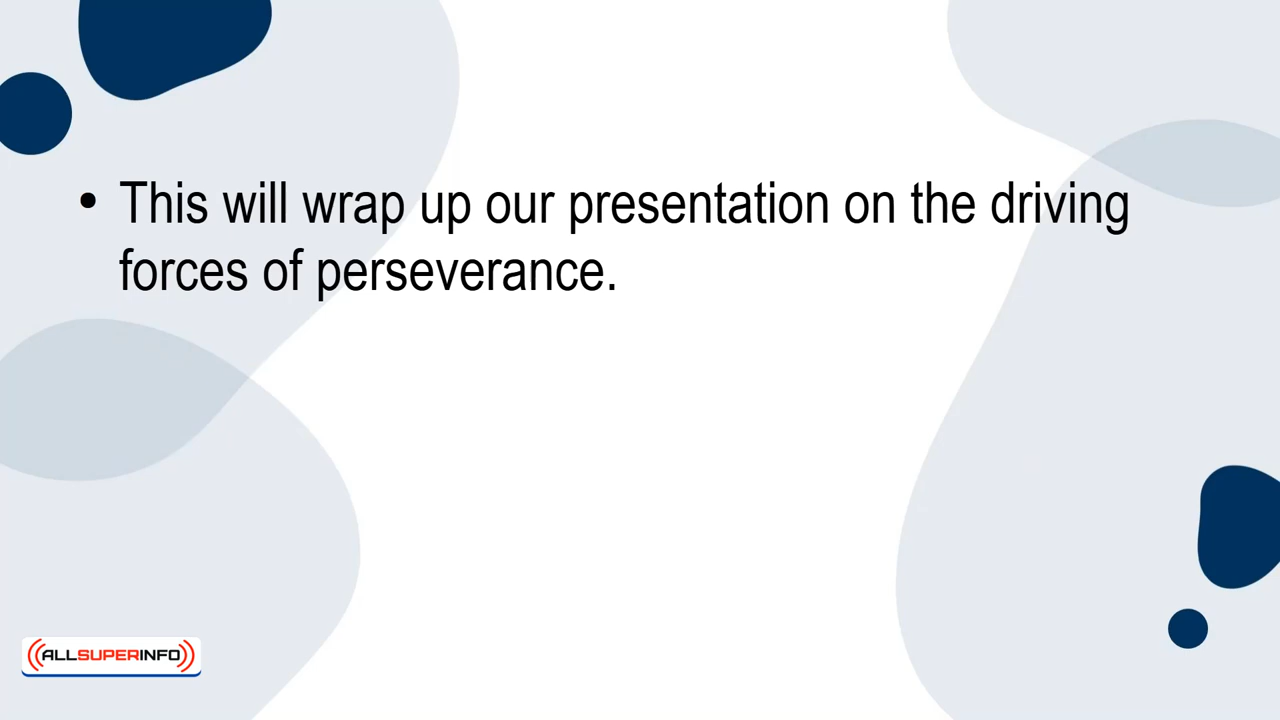 • This will wrap up our presentation on the driving
forces of perseverance.
((ALLSUPERINFO))